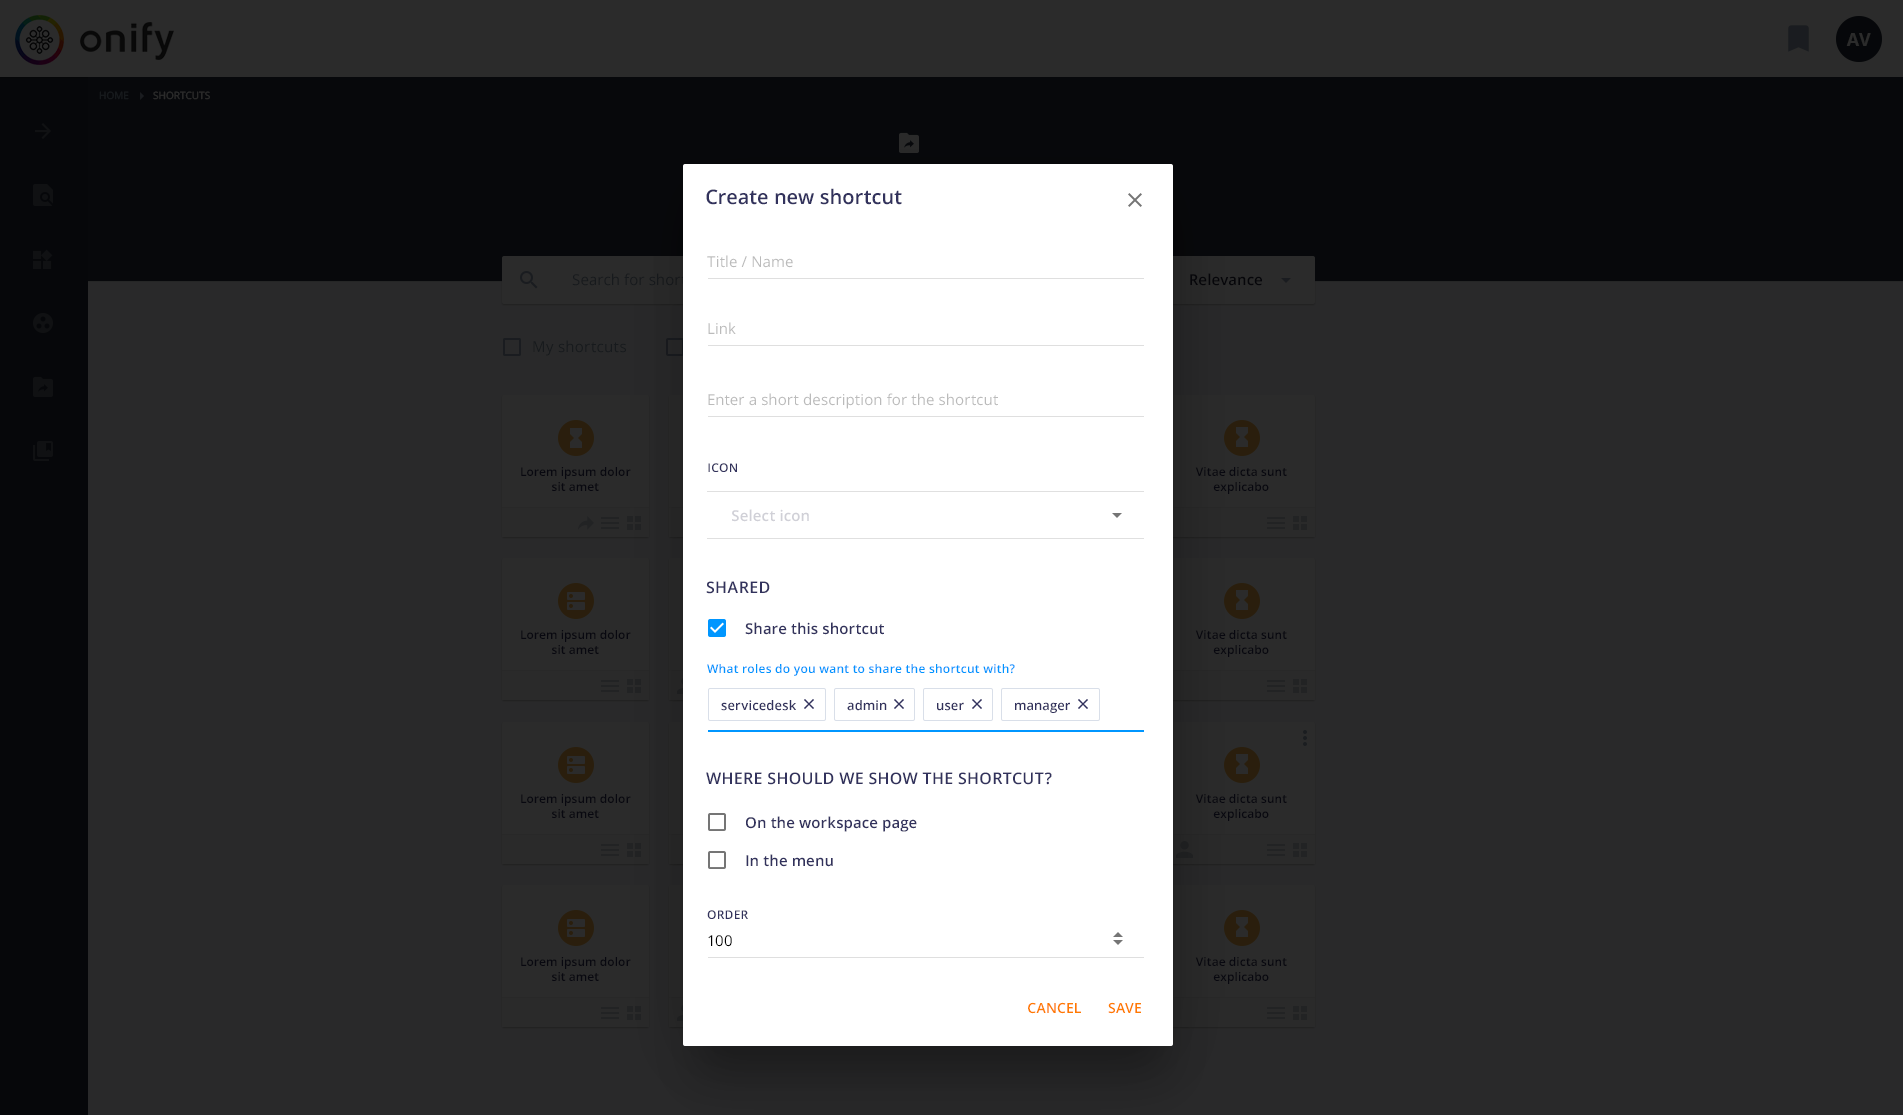 onify
AV
HOME SHORTCUTS
Create new shortcut
Title / Name
Search for shor
Relevance
Link
My shortcuts
Enter a short description for the shortcut
ICON
Select icon
Lorem ipsum dolor
sit amet
Vitae dicta sunt
explicabo
SHARED
Share this shortcut
Lorem ipsum dolor
sit amet
Vitae dicta sunt
explicabo
What roles do you want to share the shortcut with?
servicedesk admin user manager
WHERE SHOULD WE SHOW THE SHORTCUT?
Lorem ipsum dolor
sit amet
Vitae dicta sunt
explicabo
On the workspace page
In the menu
ORDER
100
Lorem ipsum dolor
sit amet
Vitae dicta sunt
explicabo
CANCEL SAVE